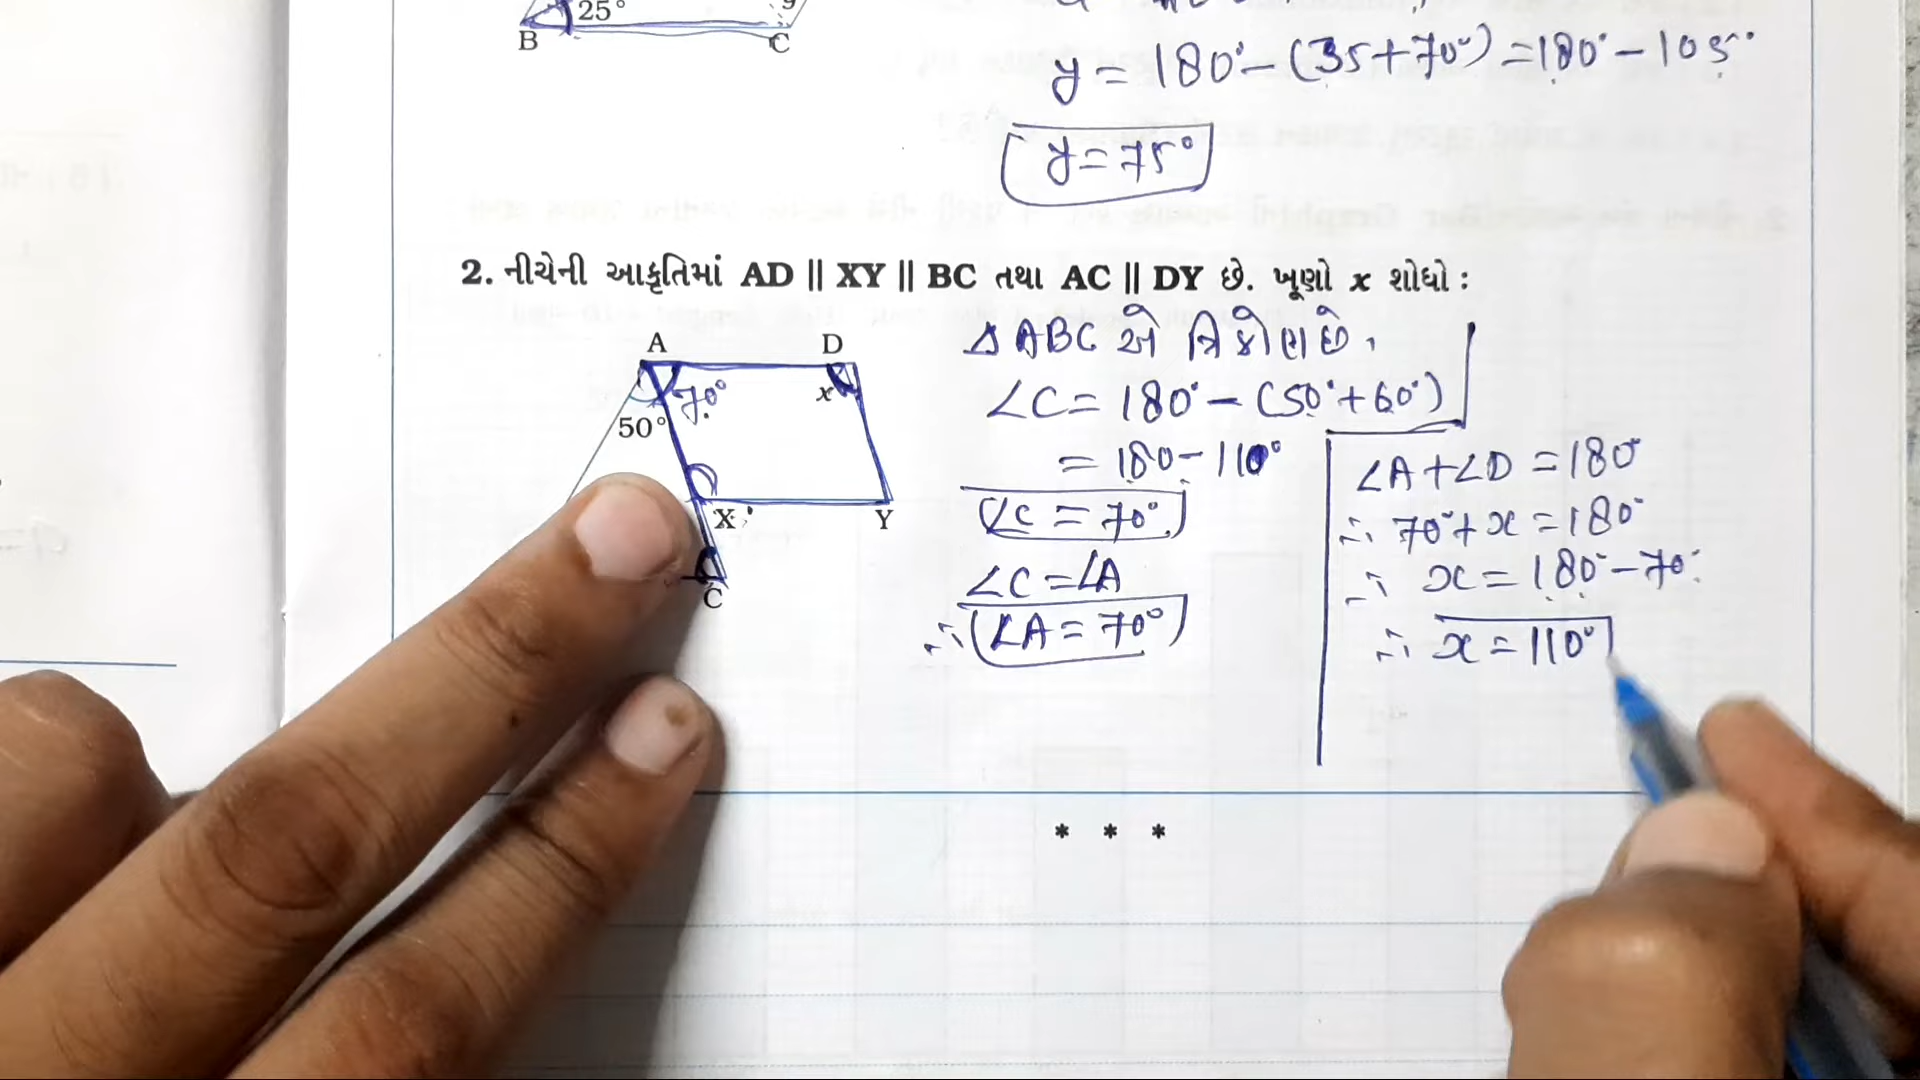 25°
B C
y = 180° - (35+70°) = 180° - 105°
y = 75°
2. નીચેની આકૃતિમાં AD || XY || BC તથા AC || DY છે. ખૂણો x શોધો :
A D
70° x
50°
X Y
C
△ ABC એ ત્રિકોણ છે.
∠C = 180° - (50° + 60°)
= 180 - 110°
∠C = 70°
∠C = ∠A
∴ ∠A = 70°
∠A + ∠D = 180°
∴ 70° + x = 180°
∴ x = 180° - 70°
∴ x = 110°
* * *